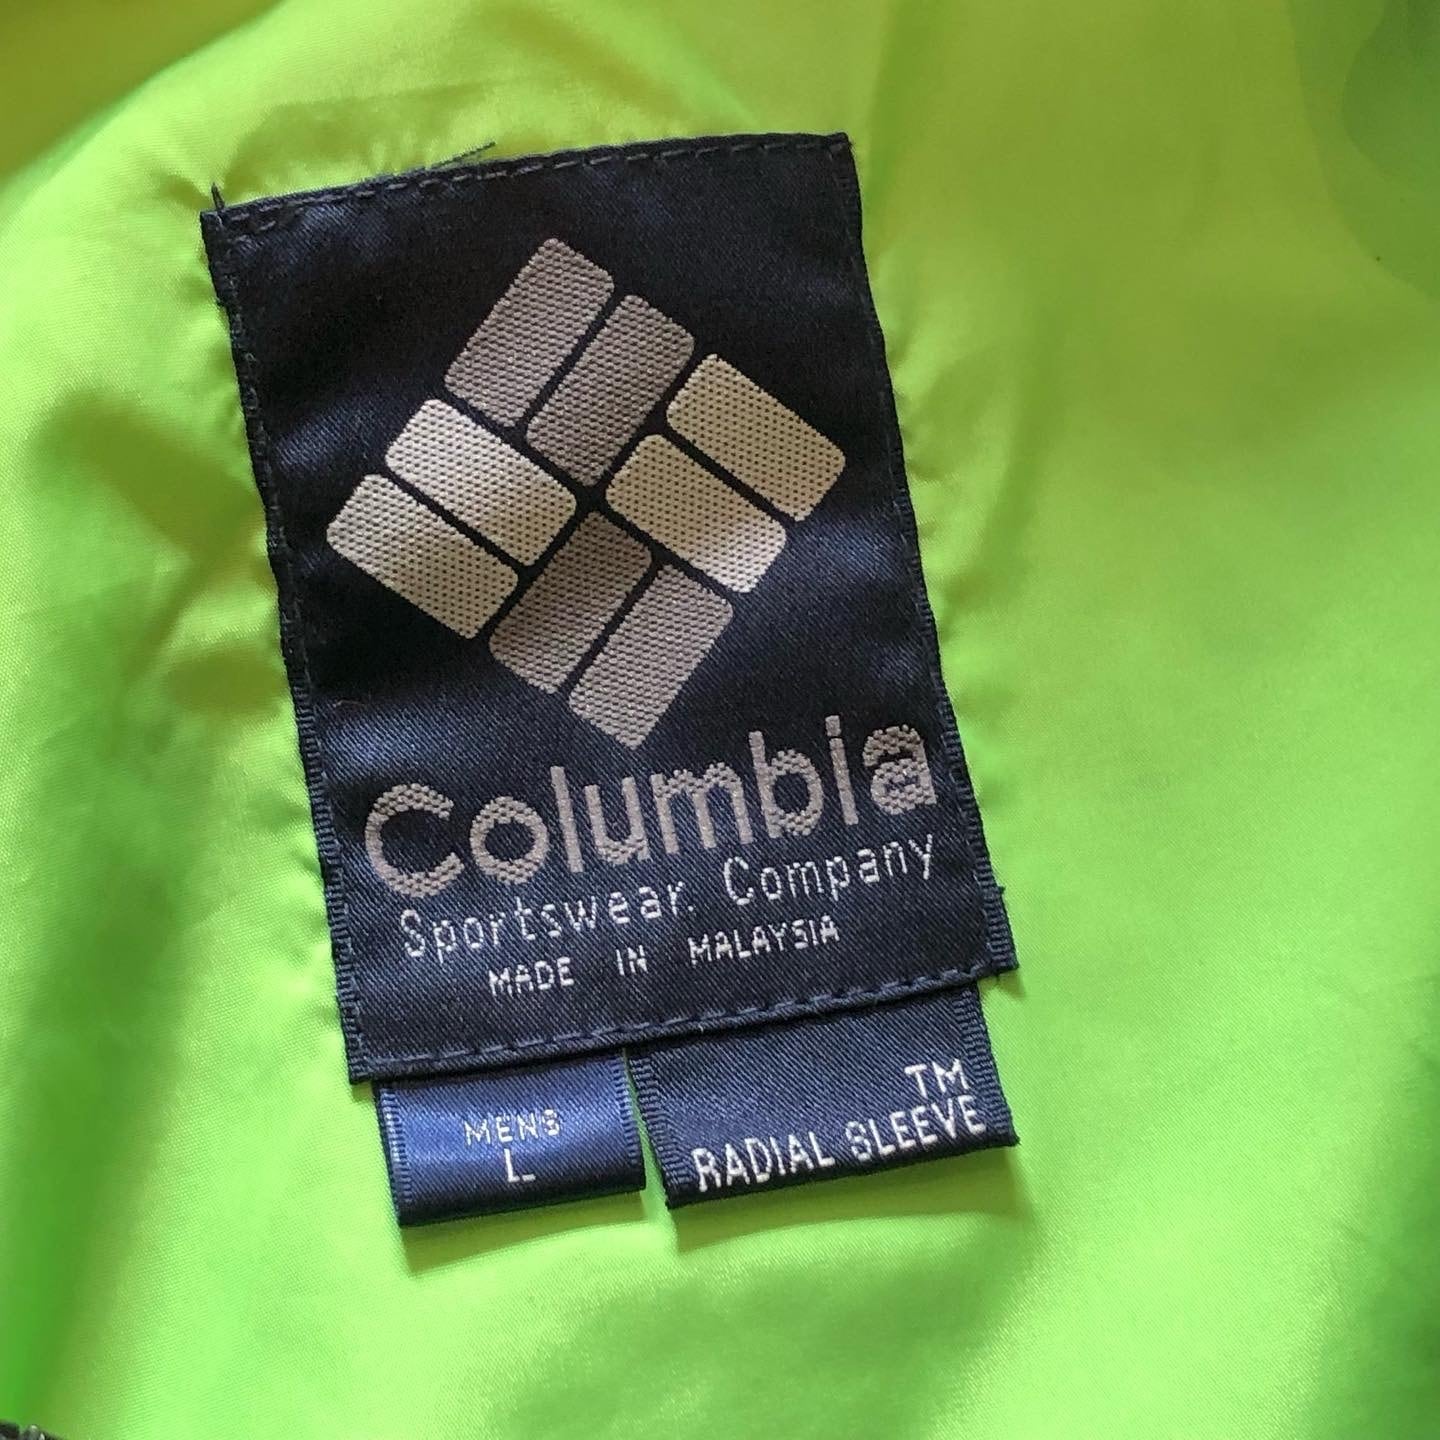 Columbia
Sportswear Company
MADE IN MALAYSIA
MENS
L
TM
RADIAL SLEEVE